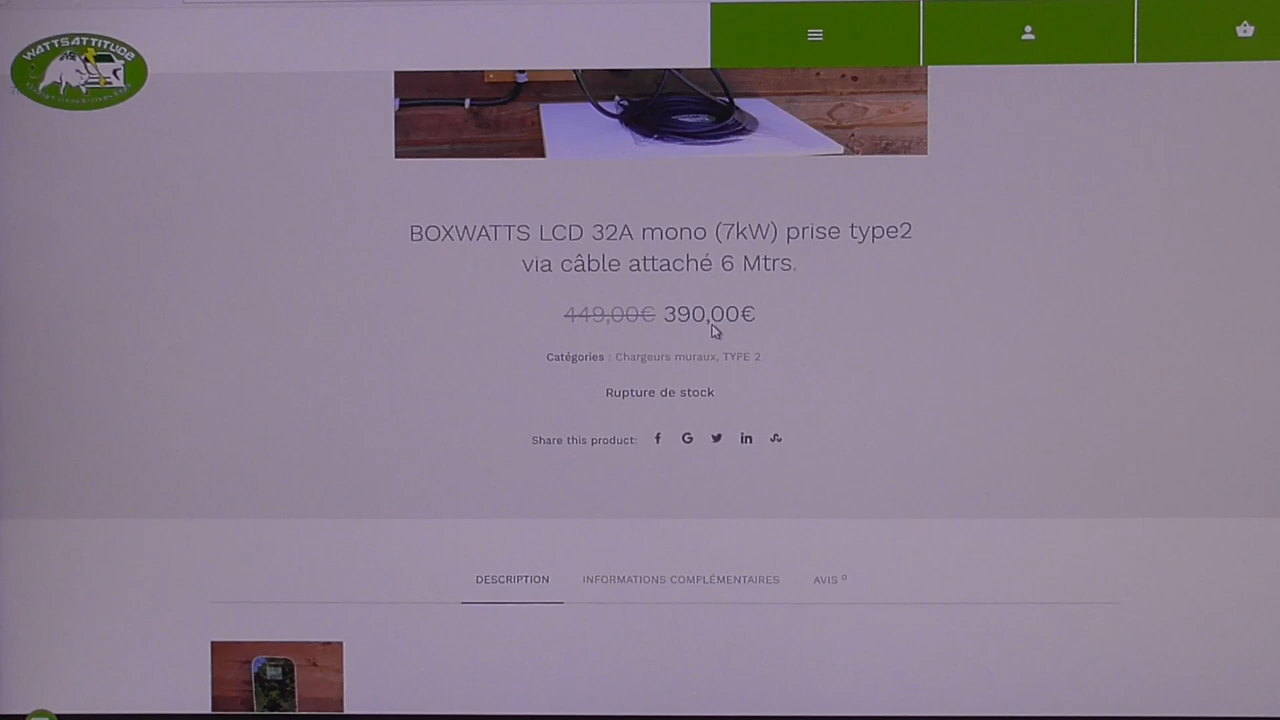 WATTSATTITUDE
BOXWATTS LCD 32A mono (7kW) prise type2
via câble attaché 6 Mtrs.
449,00€ 390,00€
Catégories : Chargeurs muraux, TYPE 2
Rupture de stock
Share this product:
DESCRIPTION INFORMATIONS COMPLÉMENTAIRES AVIS 0